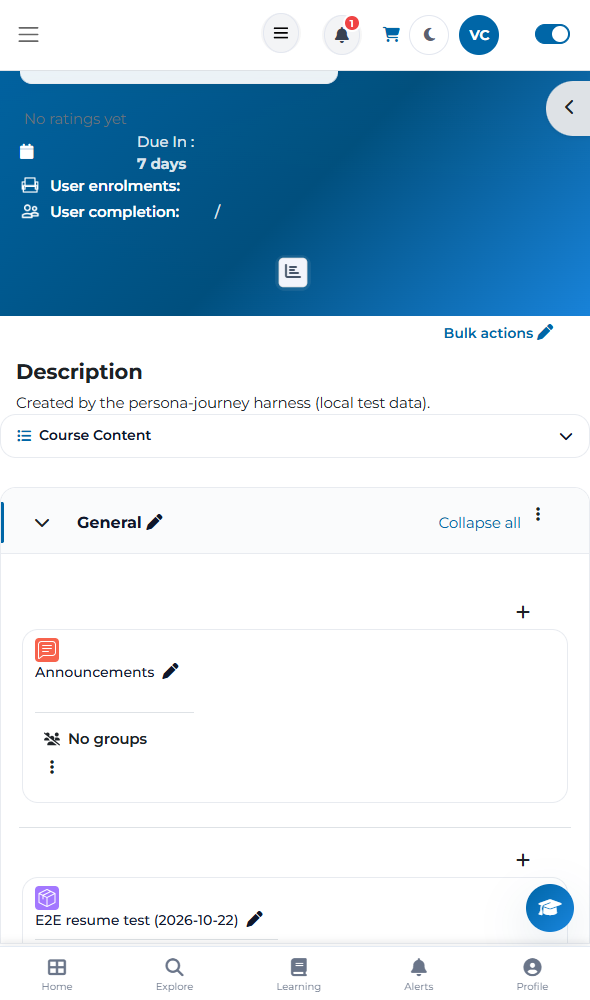 1
VC
No ratings yet
Due In :
7 days
User enrolments:
User completion: /
Bulk actions
Description
Created by the persona-journey harness (local test data).
Course Content
General
Collapse all
Announcements
No groups
E2E resume test (2026-10-22)
Home
Explore
Learning
Alerts
Profile